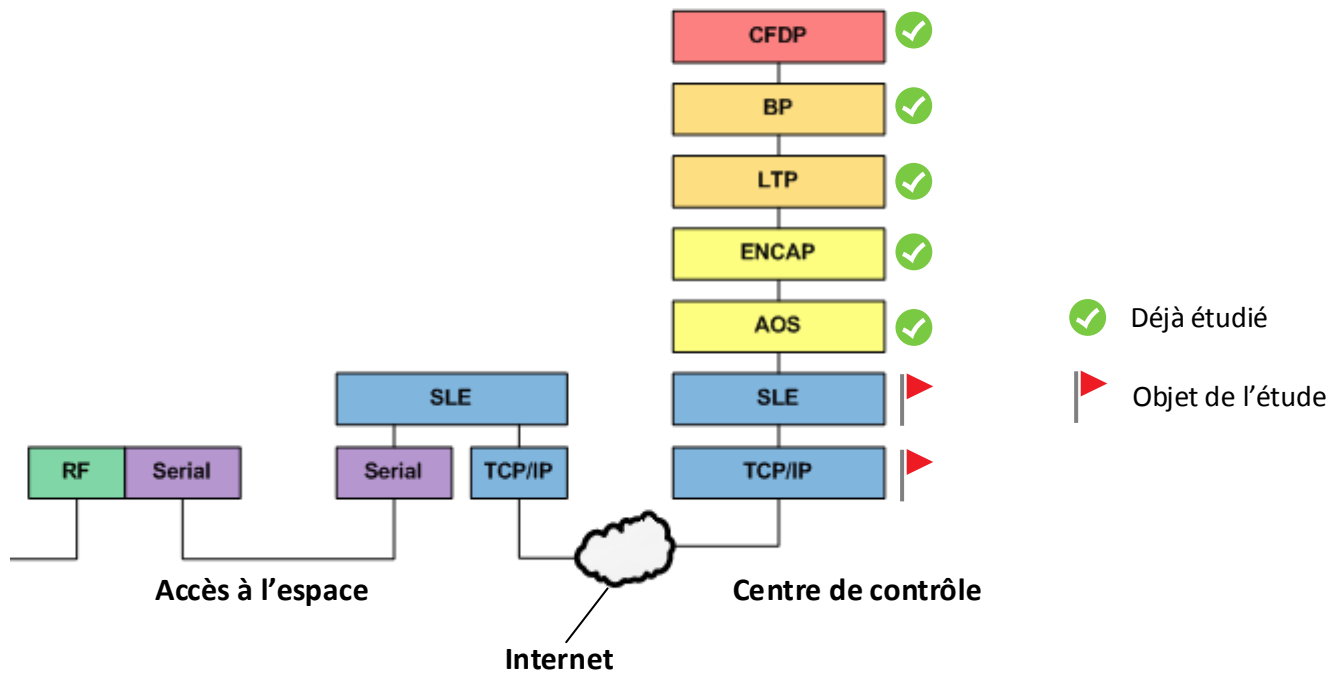 CFDP
BP
LTP
ENCAP
AOS
SLE
SLE
RF
Serial
Serial
TCP/IP
TCP/IP
Déjà étudié
Objet de l’étude
Accès à l’espace
Centre de contrôle
Internet